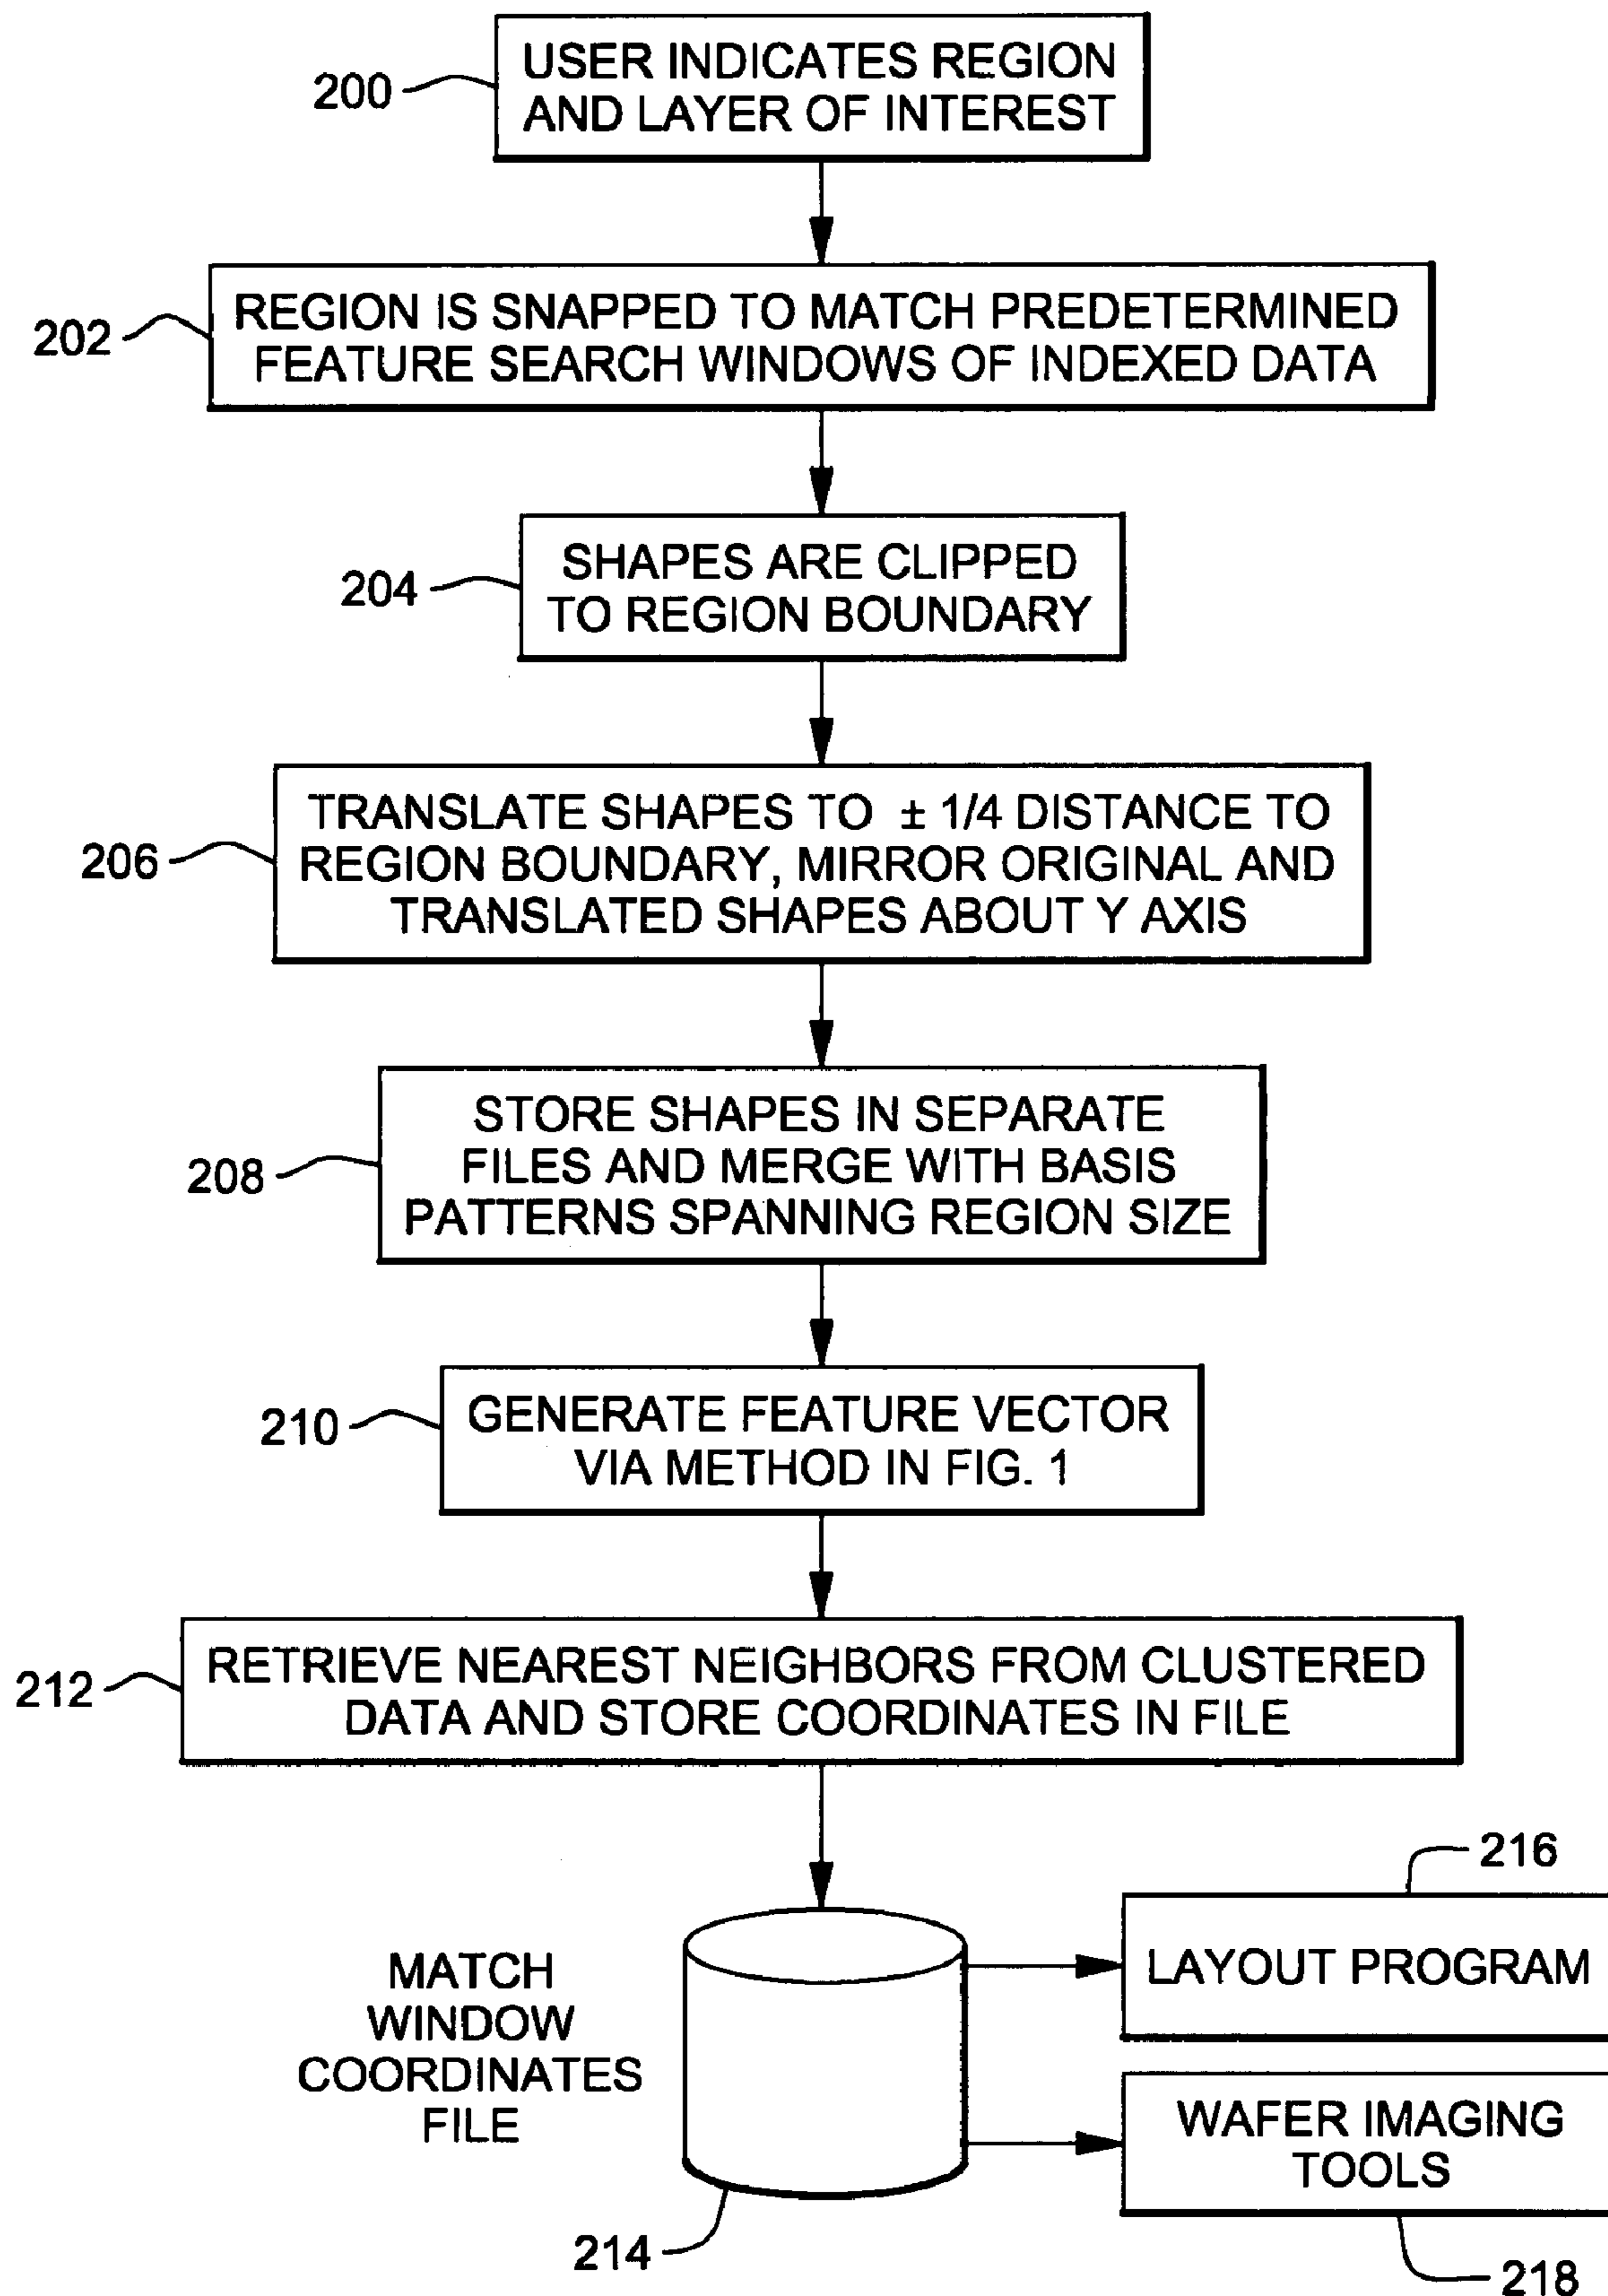 200
USER INDICATES REGION
AND LAYER OF INTEREST
202
REGION IS SNAPPED TO MATCH PREDETERMINED
FEATURE SEARCH WINDOWS OF INDEXED DATA
204
SHAPES ARE CLIPPED
TO REGION BOUNDARY
206
TRANSLATE SHAPES TO ± 1/4 DISTANCE TO
REGION BOUNDARY, MIRROR ORIGINAL AND
TRANSLATED SHAPES ABOUT Y AXIS
208
STORE SHAPES IN SEPARATE
FILES AND MERGE WITH BASIS
PATTERNS SPANNING REGION SIZE
210
GENERATE FEATURE VECTOR
VIA METHOD IN FIG. 1
212
RETRIEVE NEAREST NEIGHBORS FROM CLUSTERED
DATA AND STORE COORDINATES IN FILE
MATCH
WINDOW
COORDINATES
FILE
214
216
LAYOUT PROGRAM
WAFER IMAGING
TOOLS
218